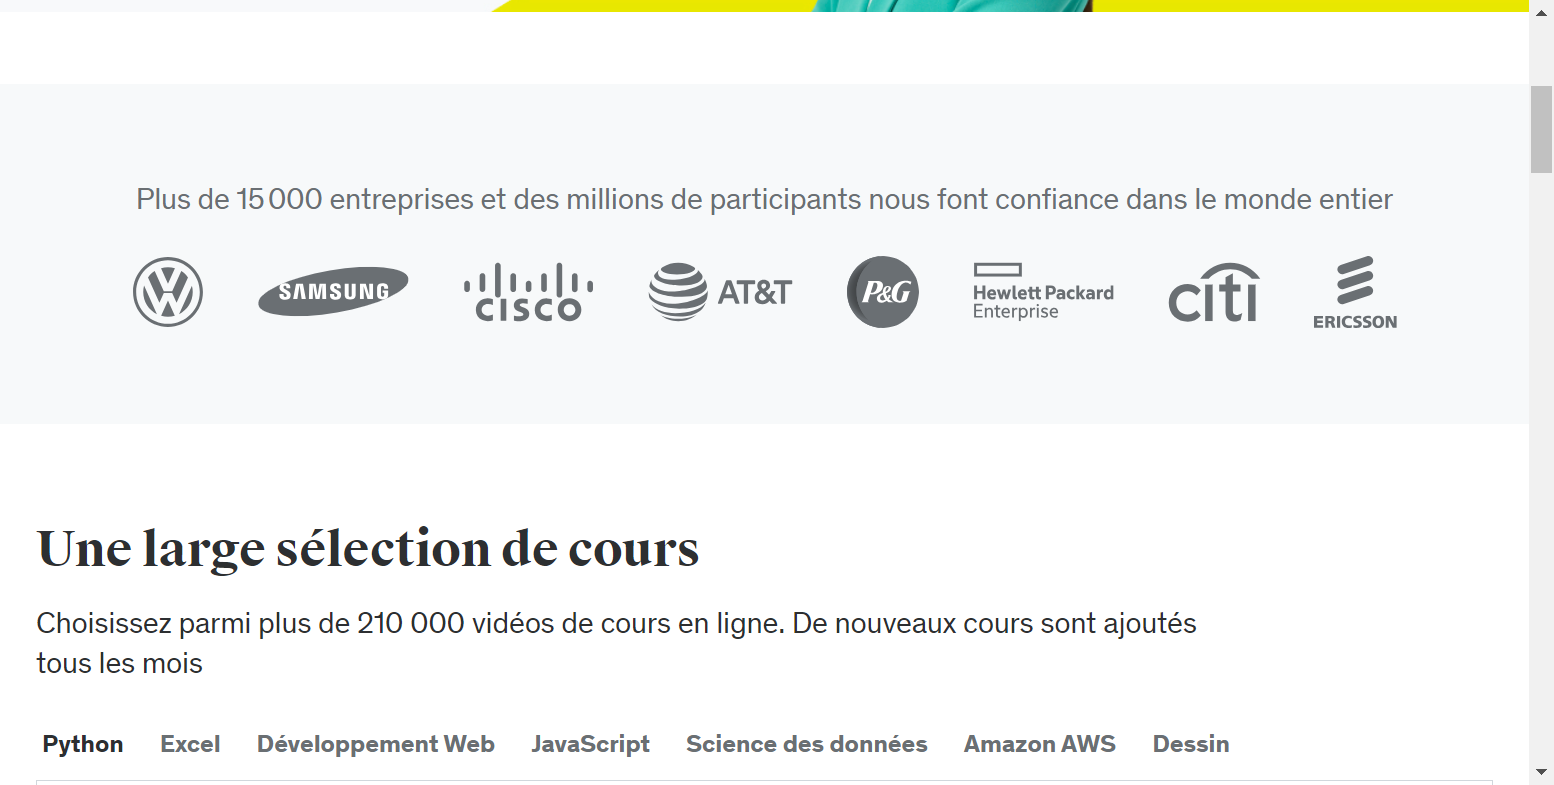 Plus de 15 000 entreprises et des millions de participants nous font confiance dans le monde entier
SAMSUNG CISCO AT&T P&G Hewlett Packard citi
Enterprise
ERICSSON
Une large sélection de cours
Choisissez parmi plus de 210 000 vidéos de cours en ligne. De nouveaux cours sont ajoutés
tous les mois
Python Excel Développement Web JavaScript Science des données Amazon AWS Dessin